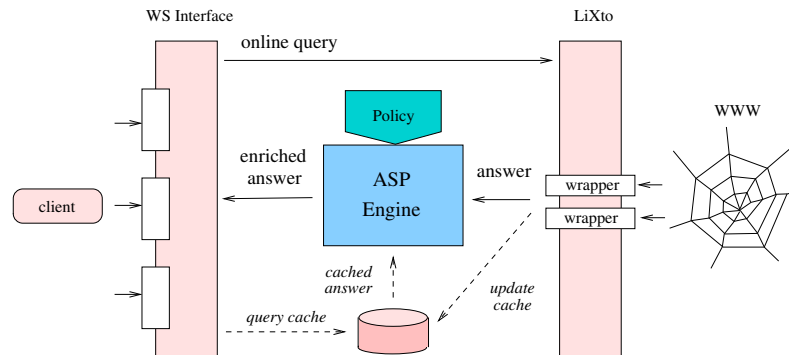 WS Interface
LiXto
online query
Policy
WWW
enriched
answer
ASP
Engine
answer
wrapper
wrapper
client
cached
answer
update
cache
query cache